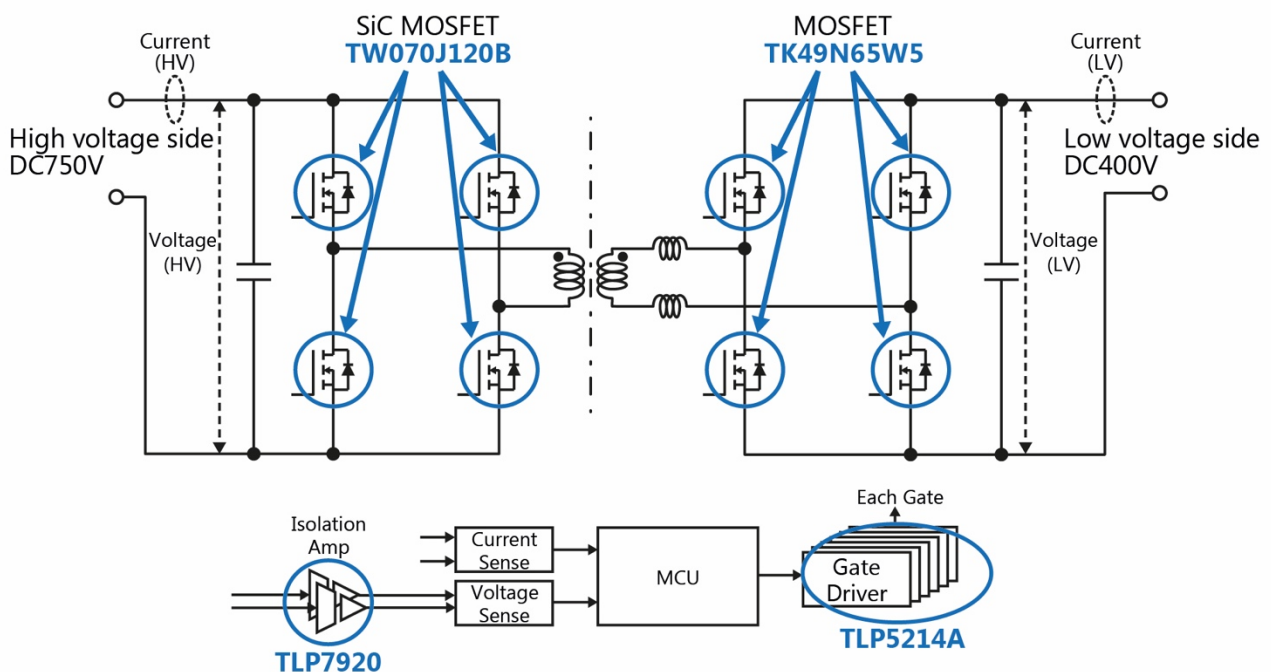 SiC MOSFET
TW070J120B
MOSFET
TK49N65W5
Current
(HV)
Current
(LV)
High voltage side
DC750V
Low voltage side
DC400V
Voltage
(HV)
Voltage
(LV)
Each Gate
Isolation
Amp
Current
Sense
MCU
Gate
Driver
Voltage
Sense
TLP5214A
TLP7920